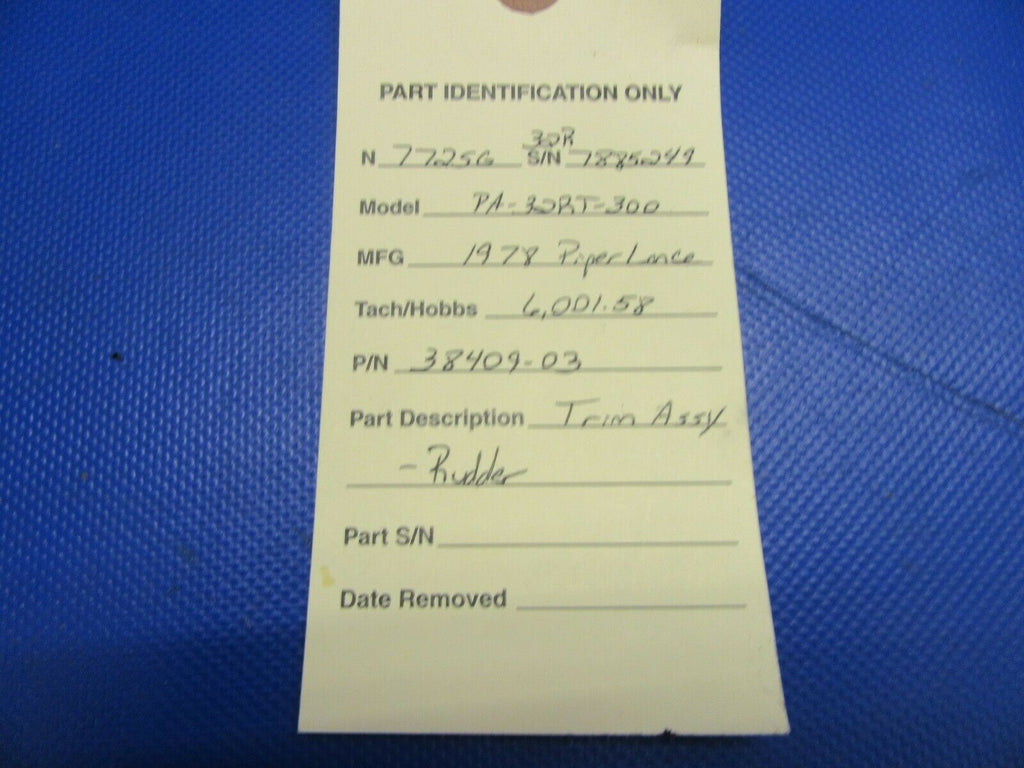 PART IDENTIFICATION ONLY
32R
N 7725G S/N 7885249
Model PA-32RT-300
MFG 1978 Piper Lance
Tach/Hobbs 6,001.58
P/N 38409-03
Part Description Trim Assy
- Rudder
Part S/N
Date Removed